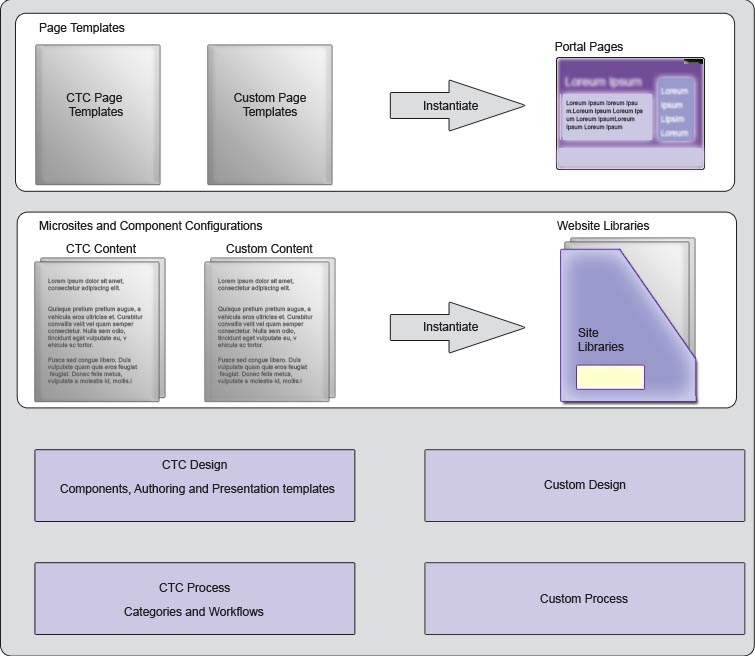 Page Templates
CTC Page
Templates
Custom Page
Templates
Instantiate
Portal Pages
Loreum Ipsum
Loreum Ipsum loreum Ipsu
m.Loreum Ipsum Loreum Ips
um Loreum IpsumLoreum
Ipsum Loreum Ipsum
Loreum
Ipsum
Lipsim
Loreum
Microsites and Component Configurations
CTC Content
Lorem ipsum dolor sit amet,
consectetur adipiscing elit.
Quisque pretium pretium augue, a
vehicula eros ultricies et. Curabitur
convallis velit vel quam semper
consectetur. Nulla sem odio,
tincidunt eget vulputate eu, v
ehicula ac tortor.
Fusce sed congue libero. Duis
vulputate quam quis eros feugiat
feugiat. Donec felis metus,
vulputate a molestie id, mollis.i
Custom Content
Lorem ipsum dolor sit amet,
consectetur adipiscing elit.
Quisque pretium pretium augue, a
vehicula eros ultricies et. Curabitur
convallis velit vel quam semper
consectetur. Nulla sem odio,
tincidunt eget vulputate eu, v
ehicula ac tortor.
Fusce sed congue libero. Duis
vulputate quam quis eros feugiat
feugiat. Donec felis metus,
vulputate a molestie id, mollis.i
Instantiate
Website Libraries
Site
Libraries
CTC Design
Components, Authoring and Presentation templates
Custom Design
CTC Process
Categories and Workflows
Custom Process